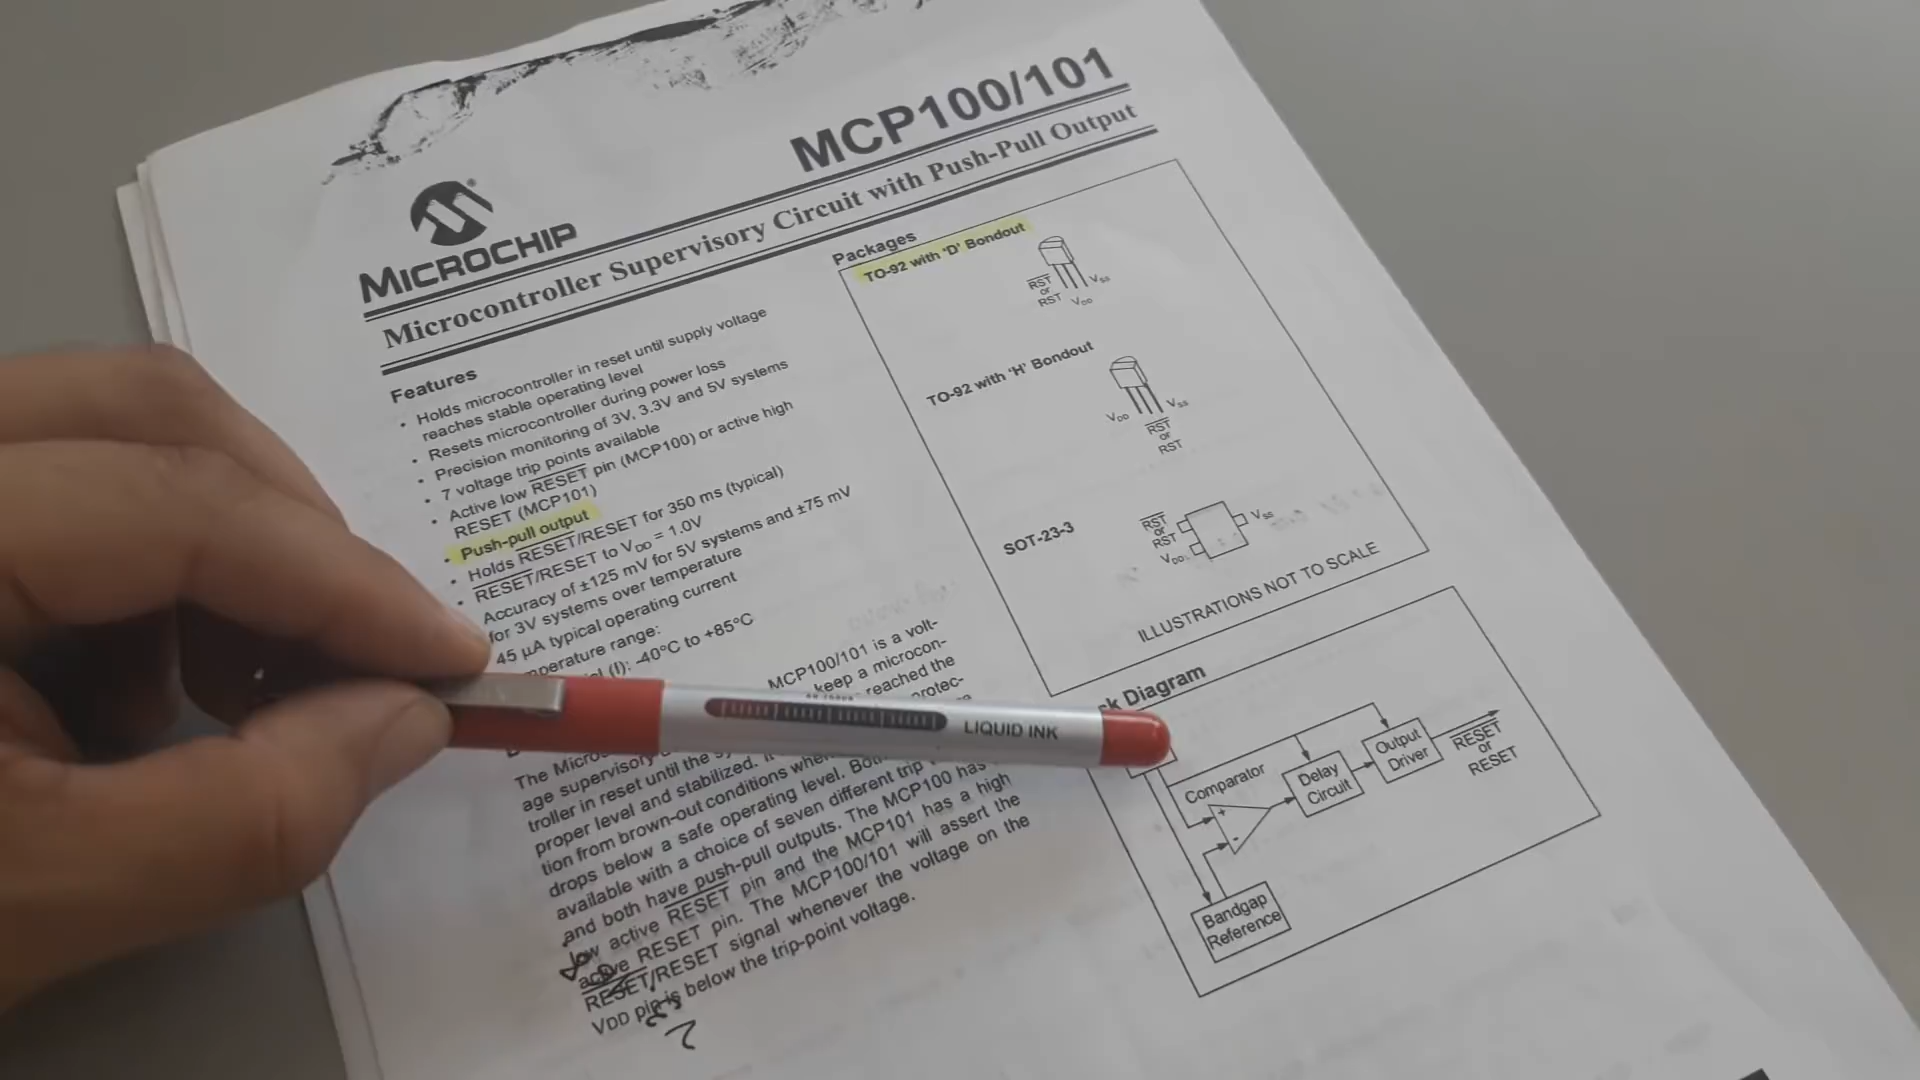 MCP100/101
MICROCHIP
Microcontroller Supervisory Circuit with Push-Pull Output
Features
• Holds microcontroller in reset until supply voltage
reaches stable operating level
• Resets microcontroller during power loss
• Precision monitoring of 3V, 3.3V and 5V systems
• 7 voltage trip points available
• Active low RESET pin (MCP100) or active high
RESET (MCP101)
• Push-pull output
• Holds RESET/RESET for 350 ms (typical)
• RESET/RESET to VDD = 1.0V
Accuracy of ±125 mV for 5V systems and ±75 mV
for 3V systems over temperature
45 µA typical operating current
mperature range:
(I): -40°C to +85°C
MCP100/101 is a volt-
keep a microcon-
reached the
rotec-
The Micro
age supervisory
troller in reset until the sy
proper level and stabilized. It
tion from brown-out conditions whe
drops below a safe operating level. Bot
available with a choice of seven different trip
and both have push-pull outputs. The MCP100 has
low active RESET pin and the MCP101 has a high
active RESET pin. The MCP100/101 will assert the
RESET/RESET signal whenever the voltage on the
VDD pin is below the trip-point voltage.
Packages
TO-92 with 'D' Bondout
RST
or
RST
VDD
VSS
TO-92 with 'H' Bondout
VDD
VSS
RST
or
RST
SOT-23-3
RST
or
RST
VDD
VSS
ILLUSTRATIONS NOT TO SCALE
ck Diagram
Comparator
+
-
Delay
Circuit
Output
Driver
RESET
or
RESET
Bandgap
Reference
LIQUID INK